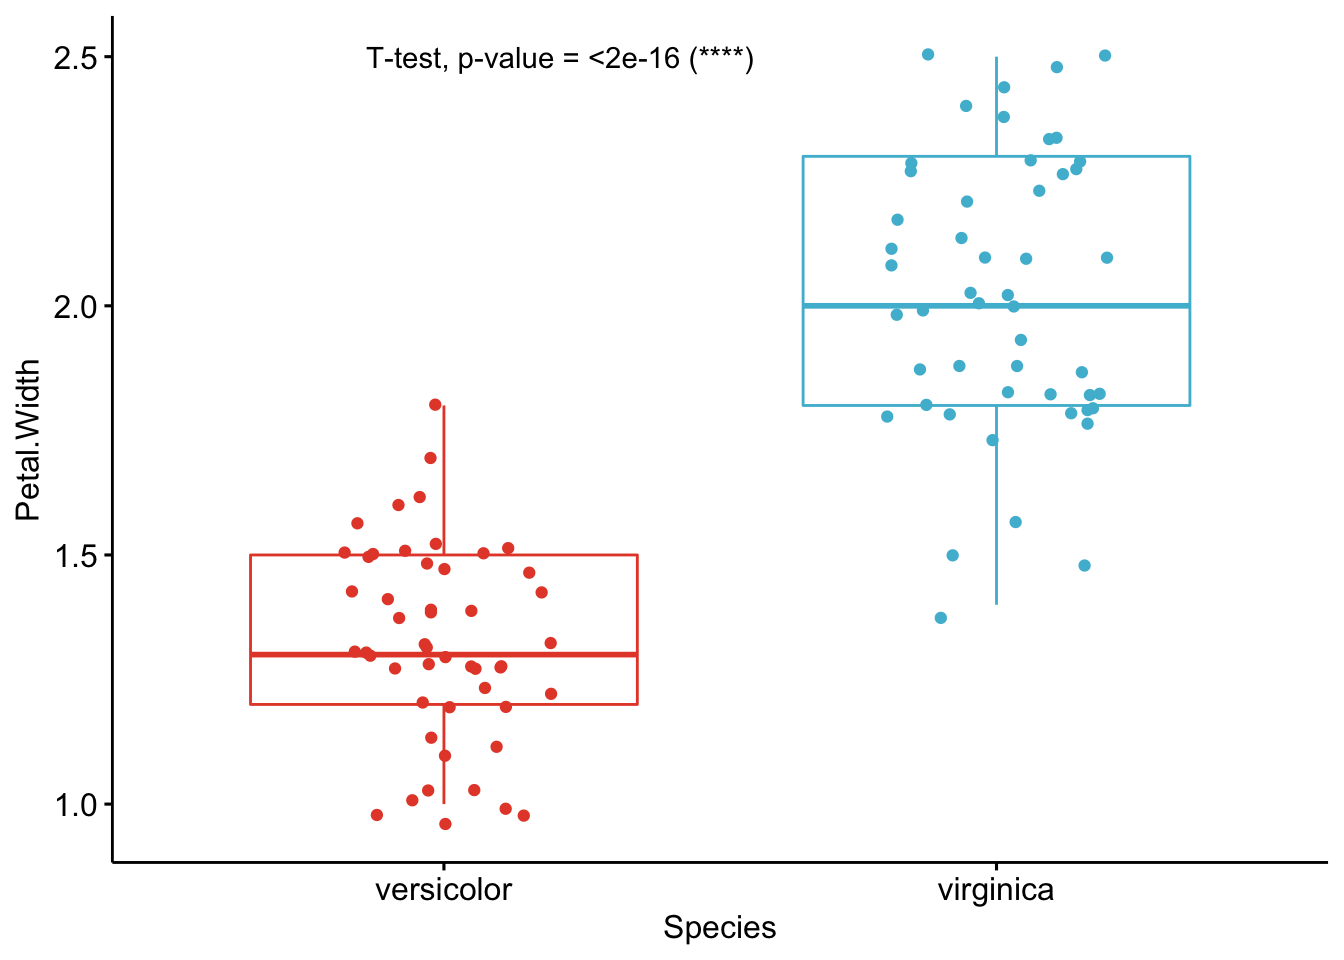 T-test, p-value = <2e-16 (****)
2.5
2.0
1.5
1.0
Petal.Width
versicolor
virginica
Species